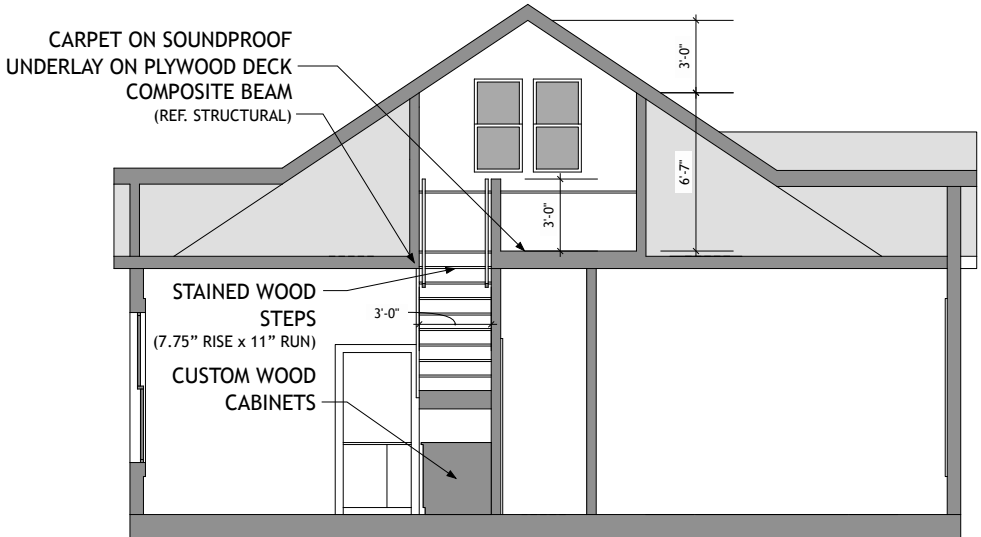 CARPET ON SOUNDPROOF
UNDERLAY ON PLYWOOD DECK
COMPOSITE BEAM
(REF. STRUCTURAL)
3'-0"
6'-7"
3'-0"
STAINED WOOD
STEPS
(7.75” RISE x 11” RUN)
3'-0"
CUSTOM WOOD
CABINETS